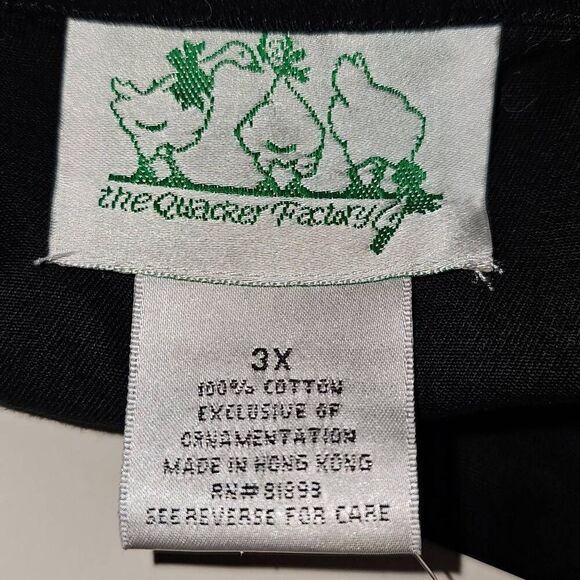 the Quacker Factory
3X
100% COTTON
EXCLUSIVE OF
ORNAMENTATION
MADE IN HONG KONG
RN# 81893
SEE REVERSE FOR CARE